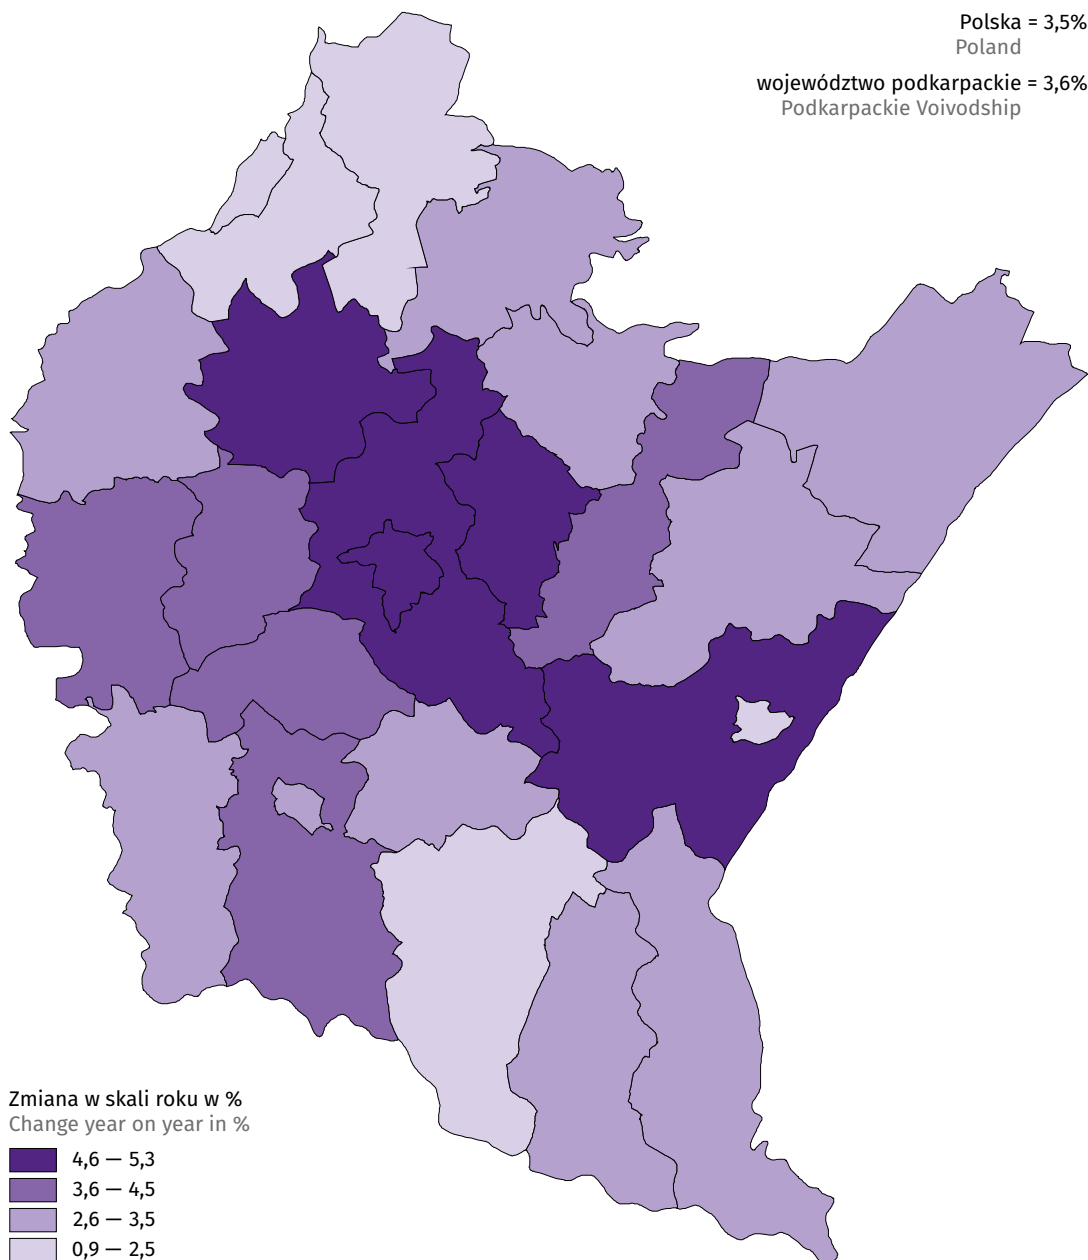 Polska = 3,5%
Poland
województwo podkarpackie = 3,6%
Podkarpackie Voivodship
Zmiana w skali roku w %
Change year on year in %
4,6 — 5,3
3,6 — 4,5
2,6 — 3,5
0,9 — 2,5